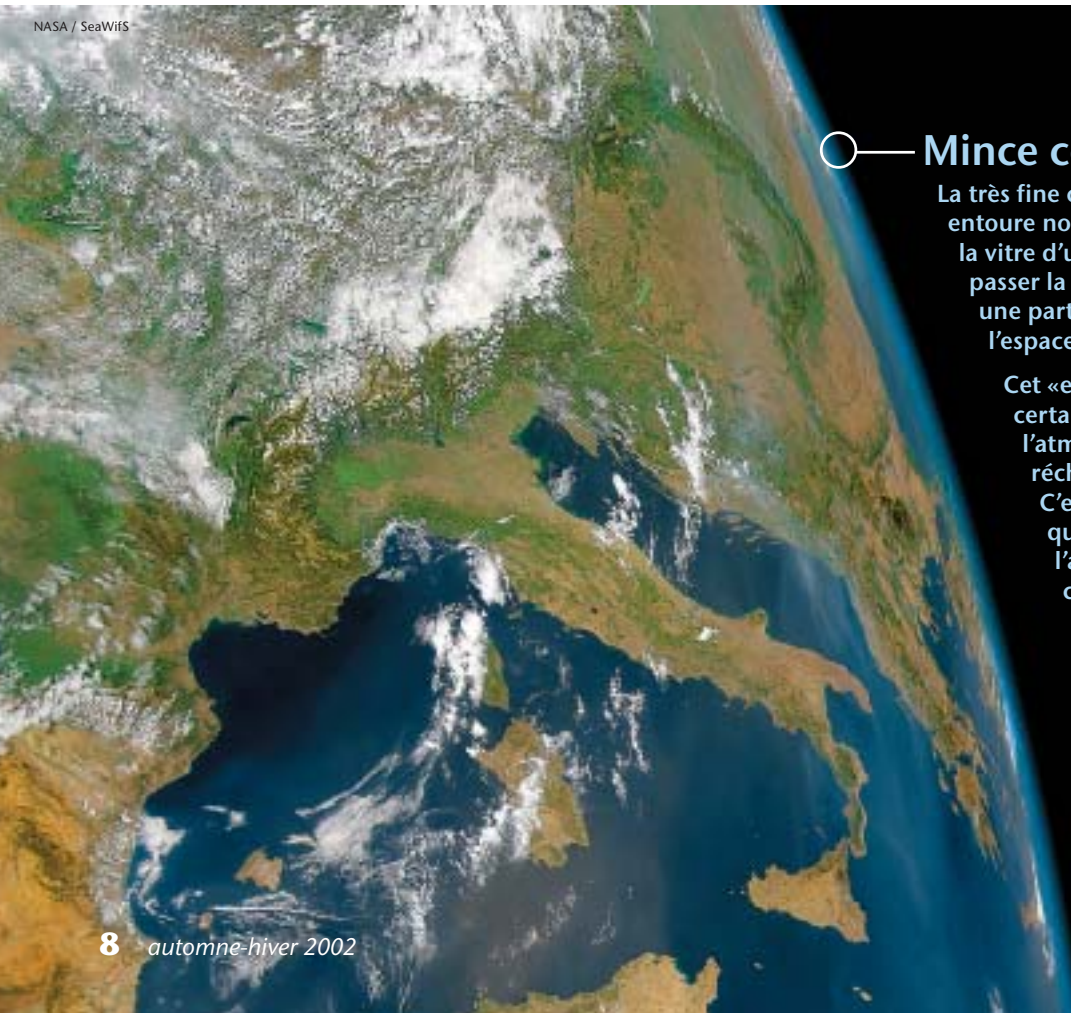 NASA / SeaWifS
Mince c
La très fine c
entoure no
la vitre d'u
passer la
une part
l'espace
Cet «e
certa
l'atm
réch
C'e
qu
l'a
c
8 automne-hiver 2002